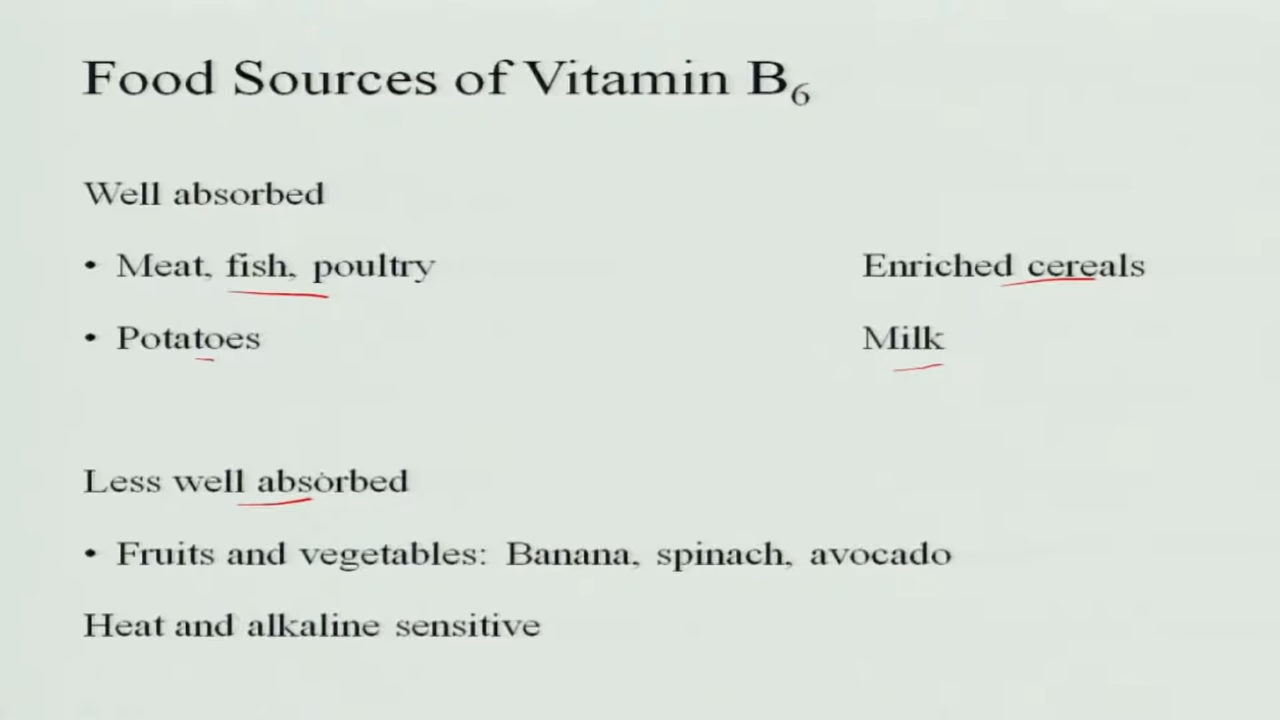 Food Sources of Vitamin B₆
Well absorbed
• Meat, fish, poultry Enriched cereals
• Potatoes Milk
Less well absorbed
• Fruits and vegetables: Banana, spinach, avocado
Heat and alkaline sensitive